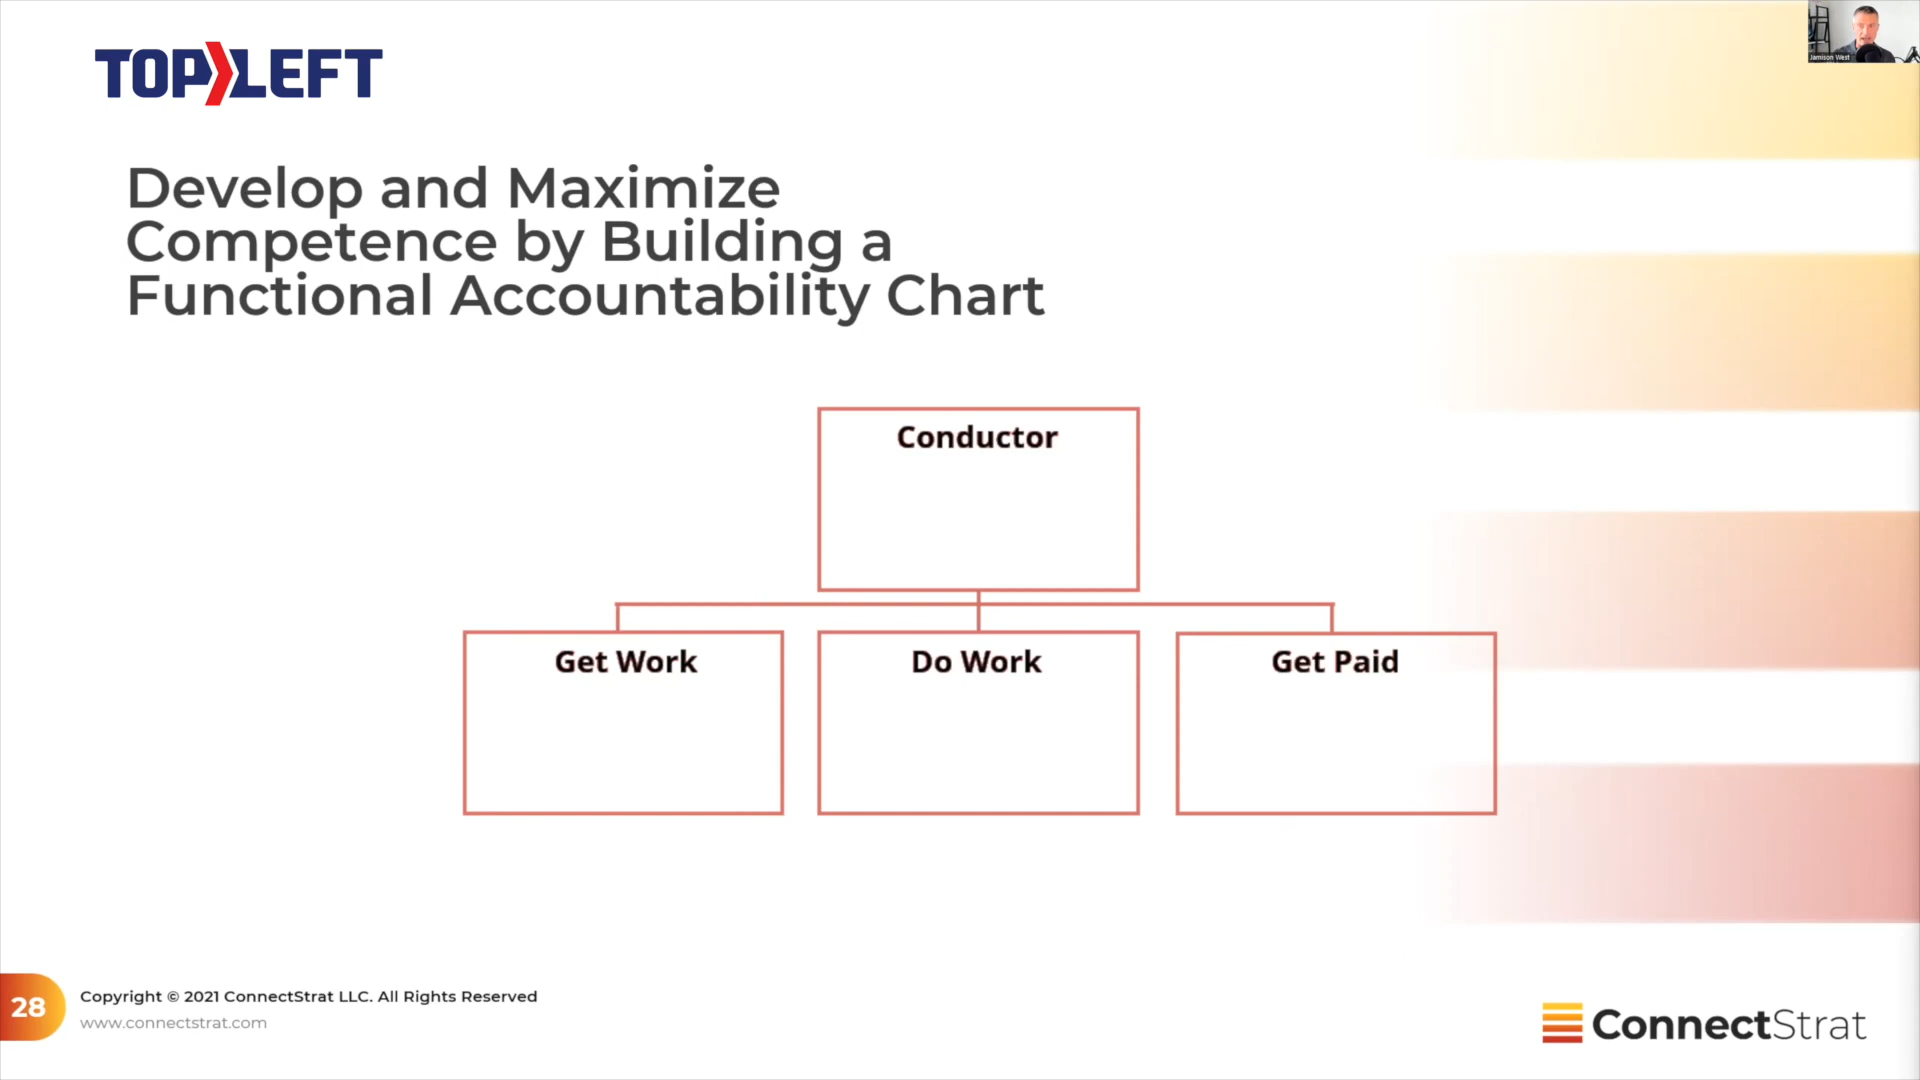 TOP LEFT
Jamison West
Develop and Maximize
Competence by Building a
Functional Accountability Chart
Conductor
Get Work
Do Work
Get Paid
28
Copyright © 2021 ConnectStrat LLC. All Rights Reserved
www.connectstrat.com
ConnectStrat